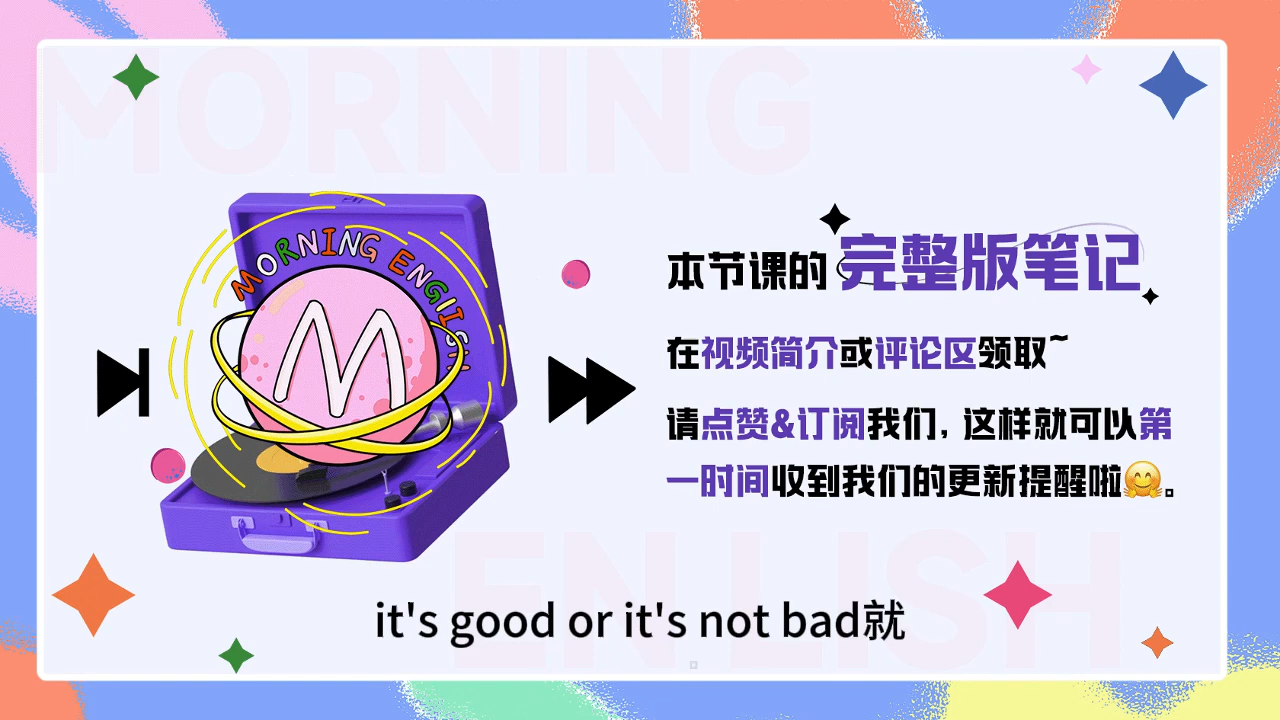 MORNING
MORNING ENGlISH
M
本节课的 完整版笔记
在视频简介或评论区领取~
请点赞&订阅我们, 这样就可以第
一时间收到我们的更新提醒啦🤗。
EN LISH
it's good or it's not bad就